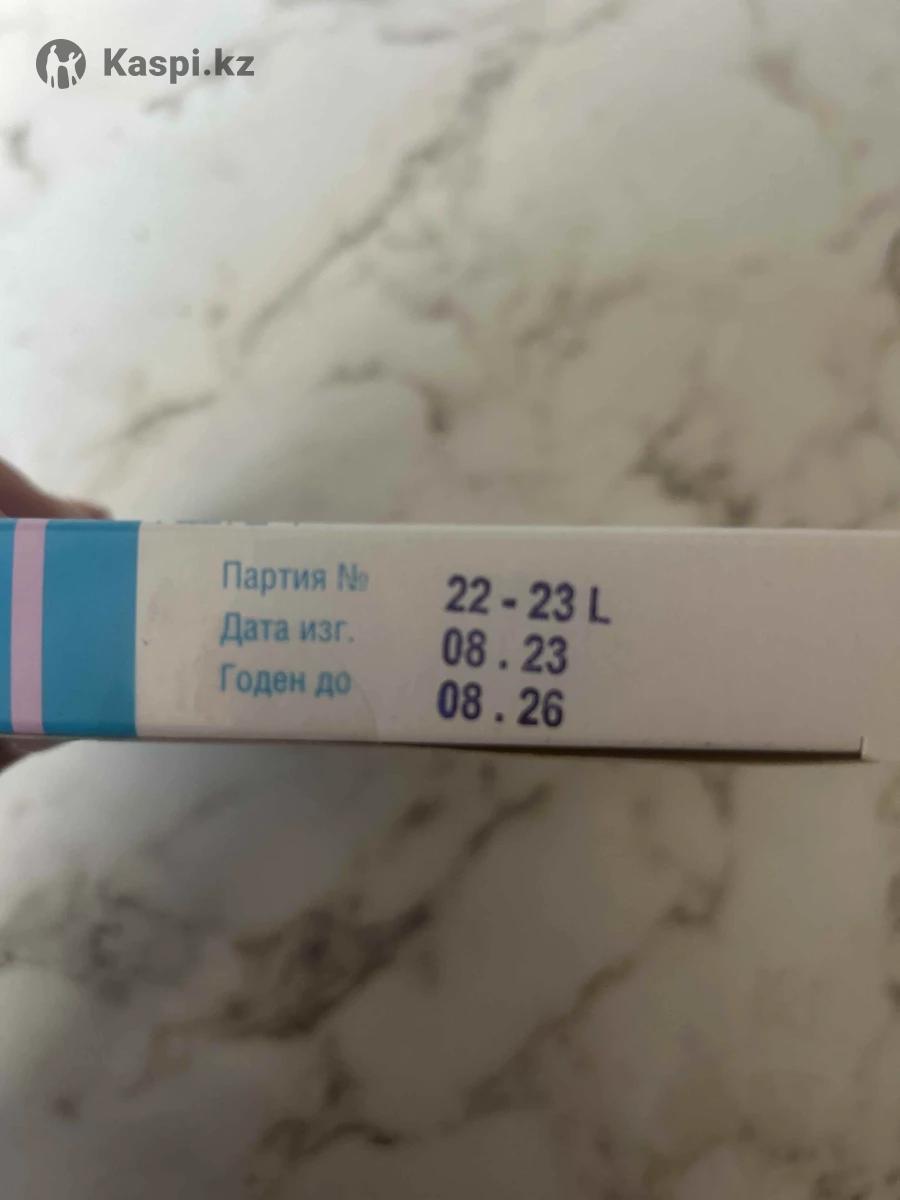 Kaspi.kz
Партия № 22 - 23 L
Дата изг. 08 . 23
Годен до 08 . 26